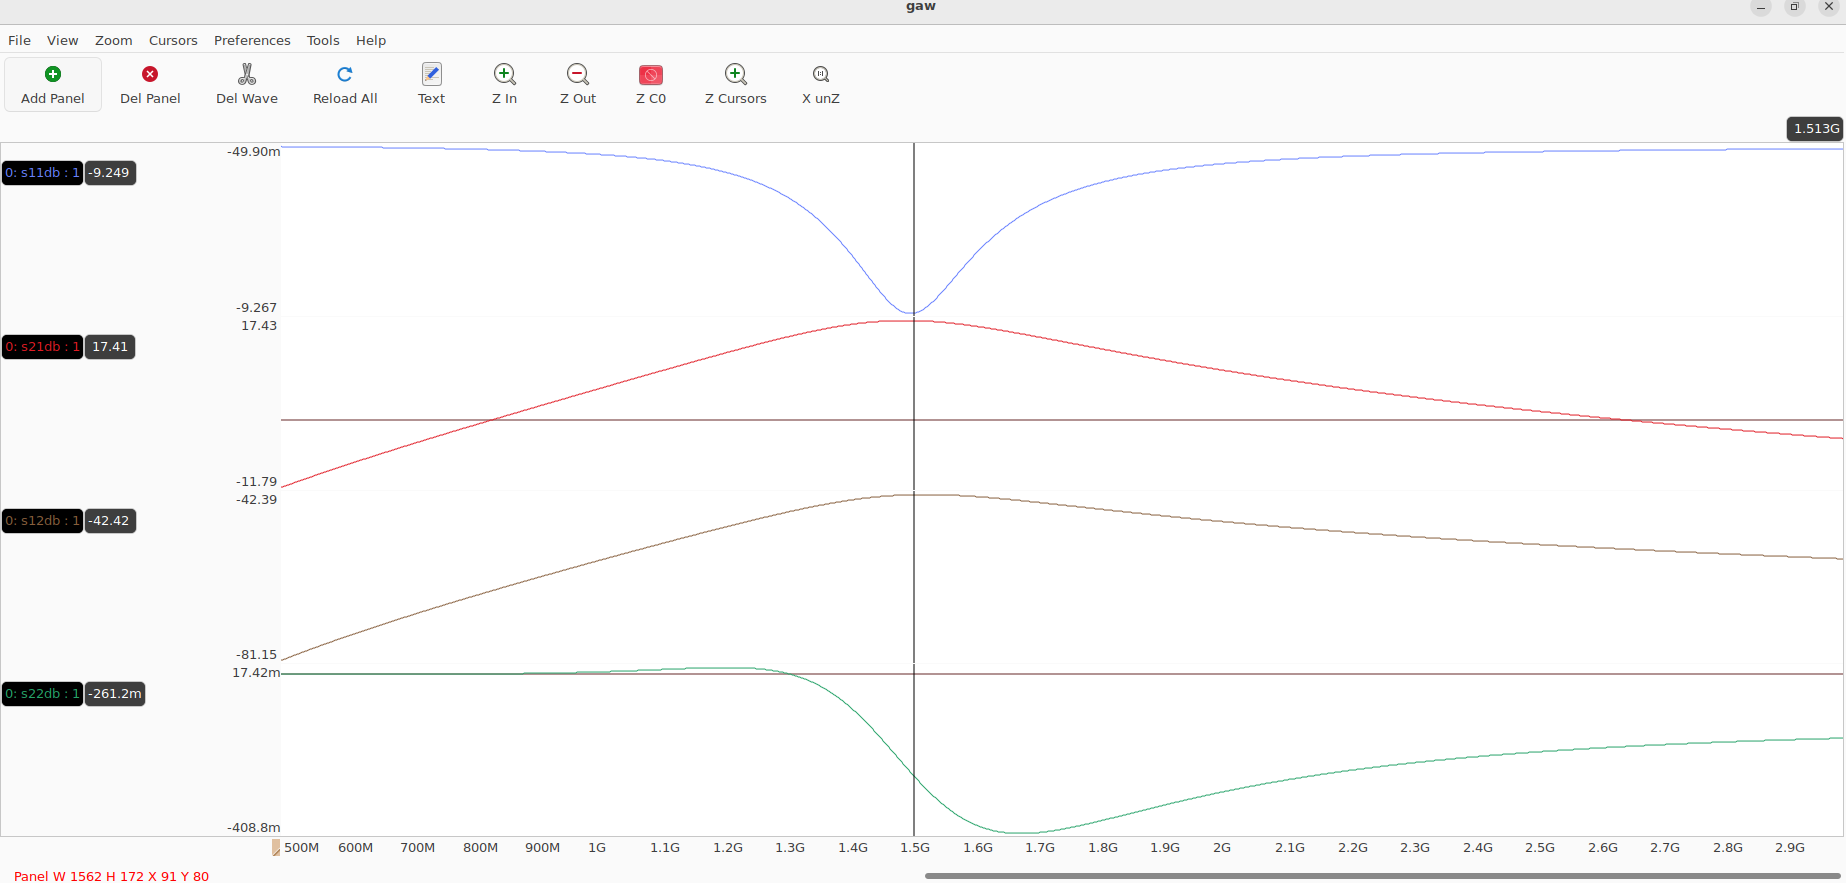 gaw
File View Zoom Cursors Preferences Tools Help
Add Panel Del Panel Del Wave Reload All Text Z In Z Out Z C0 Z Cursors X unZ
1.513G
-49.90m
0: s11db : 1 -9.249
-9.267
17.43
0: s21db : 1 17.41
-11.79
-42.39
0: s12db : 1 -42.42
-81.15
17.42m
0: s22db : 1 -261.2m
-408.8m
500M 600M 700M 800M 900M 1G 1.1G 1.2G 1.3G 1.4G 1.5G 1.6G 1.7G 1.8G 1.9G 2G 2.1G 2.2G 2.3G 2.4G 2.5G 2.6G 2.7G 2.8G 2.9G
Panel W 1562 H 172 X 91 Y 80